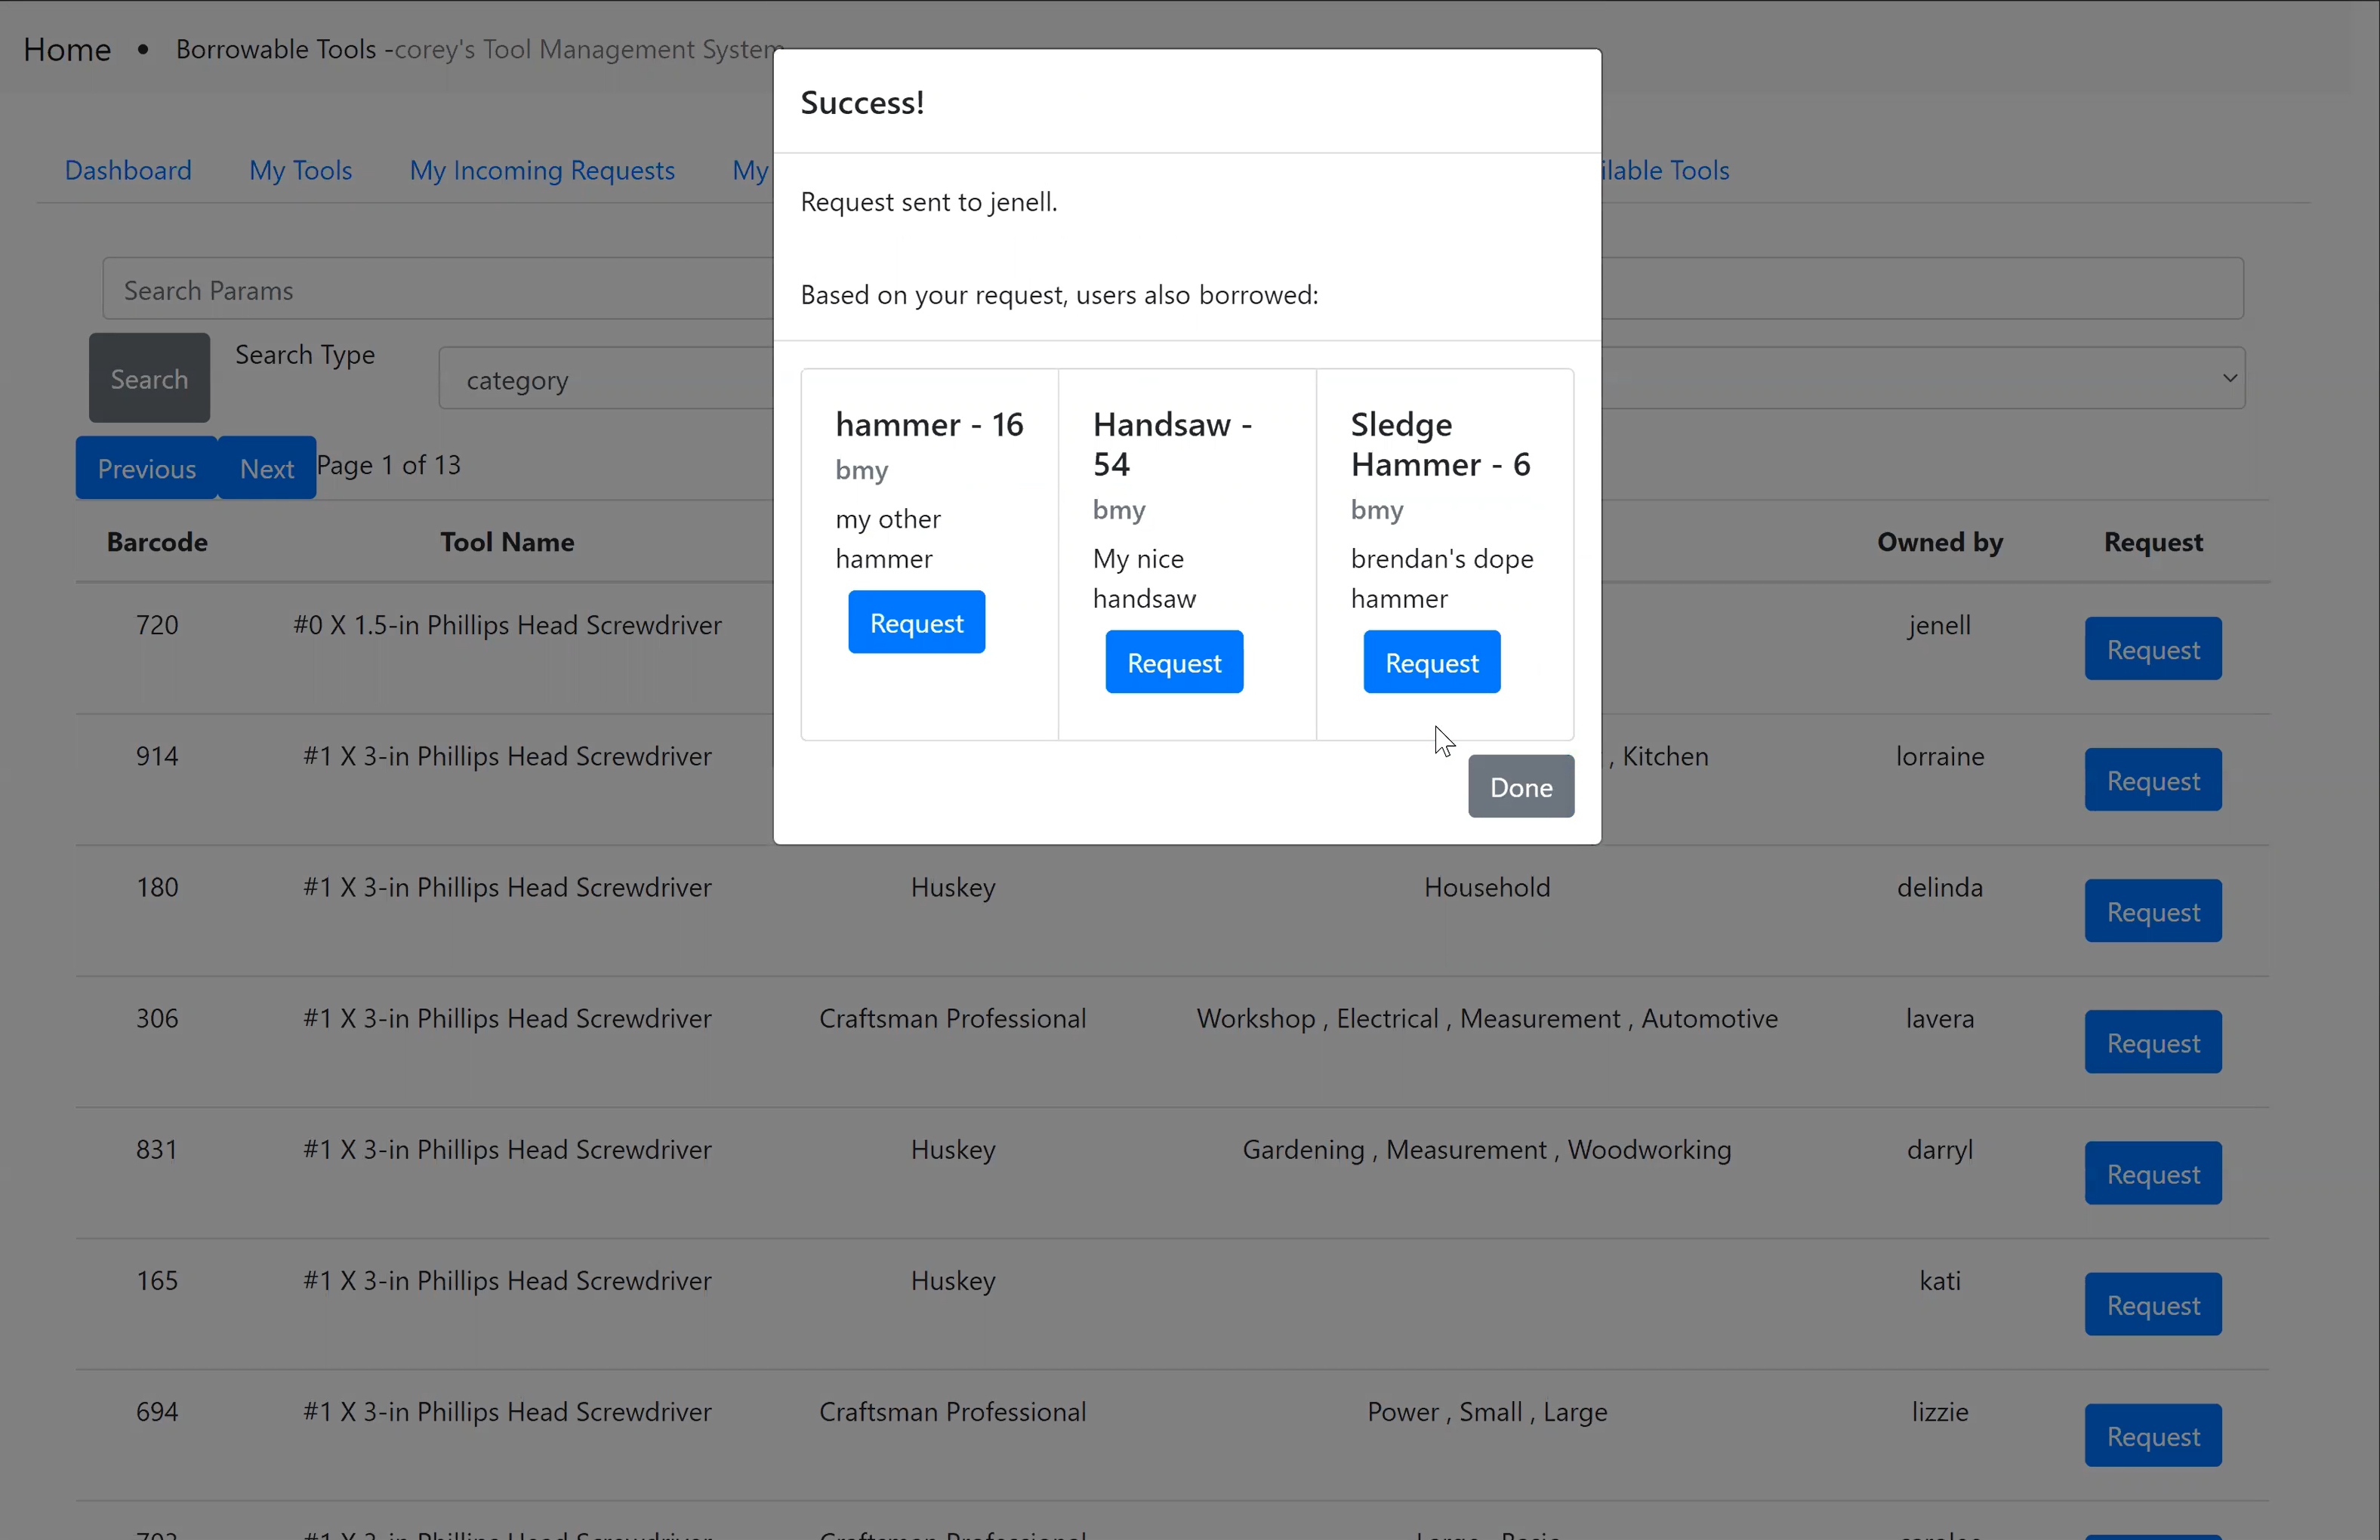 Home • Borrowable Tools -corey's Tool Management System
Success!
Dashboard My Tools My Incoming Requests My ilable Tools
Request sent to jenell.
Based on your request, users also borrowed:
Search Params
Search Search Type category
Previous Next Page 1 of 13
hammer - 16
bmy
my other
hammer
Request
Handsaw -
54
bmy
My nice
handsaw
Request
Sledge
Hammer - 6
bmy
brendan's dope
hammer
Request
Done
Barcode Tool Name Owned by Request
720 #0 X 1.5-in Phillips Head Screwdriver jenell Request
914 #1 X 3-in Phillips Head Screwdriver , Kitchen lorraine Request
180 #1 X 3-in Phillips Head Screwdriver Huskey Household delinda Request
306 #1 X 3-in Phillips Head Screwdriver Craftsman Professional Workshop , Electrical , Measurement , Automotive lavera Request
831 #1 X 3-in Phillips Head Screwdriver Huskey Gardening , Measurement , Woodworking darryl Request
165 #1 X 3-in Phillips Head Screwdriver Huskey kati Request
694 #1 X 3-in Phillips Head Screwdriver Craftsman Professional Power , Small , Large lizzie Request